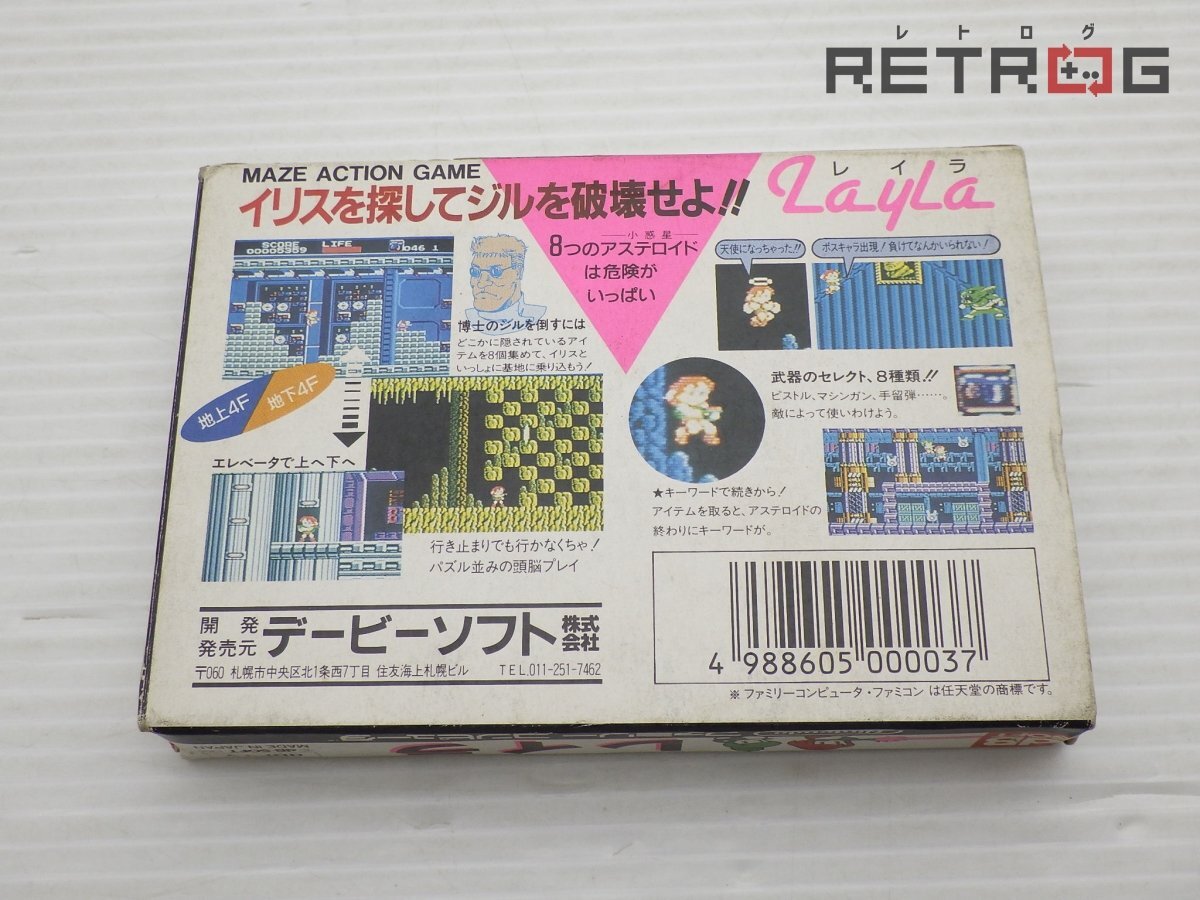 レトログ
RETROG
MAZE ACTION GAME
イリスを探してジルを破壊せよ!!
レイラ
Layla
小惑星
8つのアステロイド
は危険が
いっぱい
SCORE
LIFE
博士のジルを倒すには
どこかに隠されているアイ
テムを8個集めて、イリスと
いっしょに基地に乗り込もう!
天使になっちゃった!!
ボスキャラ出現!負けてなんかいられない!
地上4F
地下4F
武器のセレクト、8種類!!
ピストル、マシンガン、手留弾……。
敵によって使いわけよう。
エレベータで上へ下へ
行き止まりでも行かなくちゃ!
パズル並みの頭脳プレイ
★キーワードで続きから!
アイテムを取ると、アステロイドの
終わりにキーワードが。
開発
発売元
デービーソフト株式会社
〒060 札幌市中央区北1条西7丁目 住友海上札幌ビル TEL.011-251-7462
4 988605 000037
※ファミリーコンピュータ・ファミコン は任天堂の商標です。
レイラ
MADE IN JAPAN